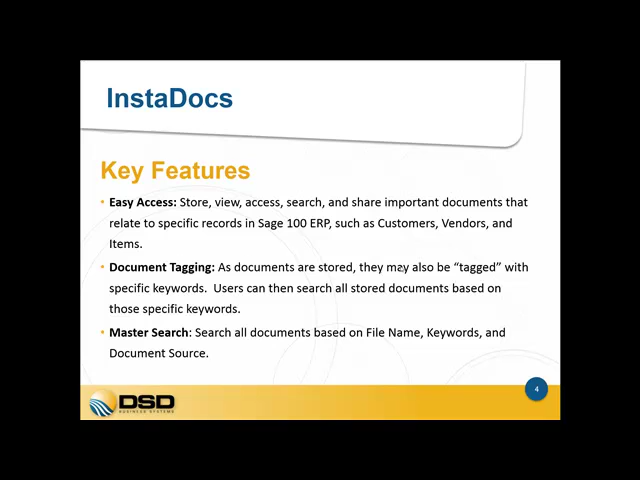 InstaDocs
Key Features
• Easy Access: Store, view, access, search, and share important documents that
relate to specific records in Sage 100 ERP, such as Customers, Vendors, and
Items.
• Document Tagging: As documents are stored, they may also be “tagged” with
specific keywords.  Users can then search all stored documents based on
those specific keywords.
• Master Search: Search all documents based on File Name, Keywords, and
Document Source.
4
DSD
BUSINESS SYSTEMS